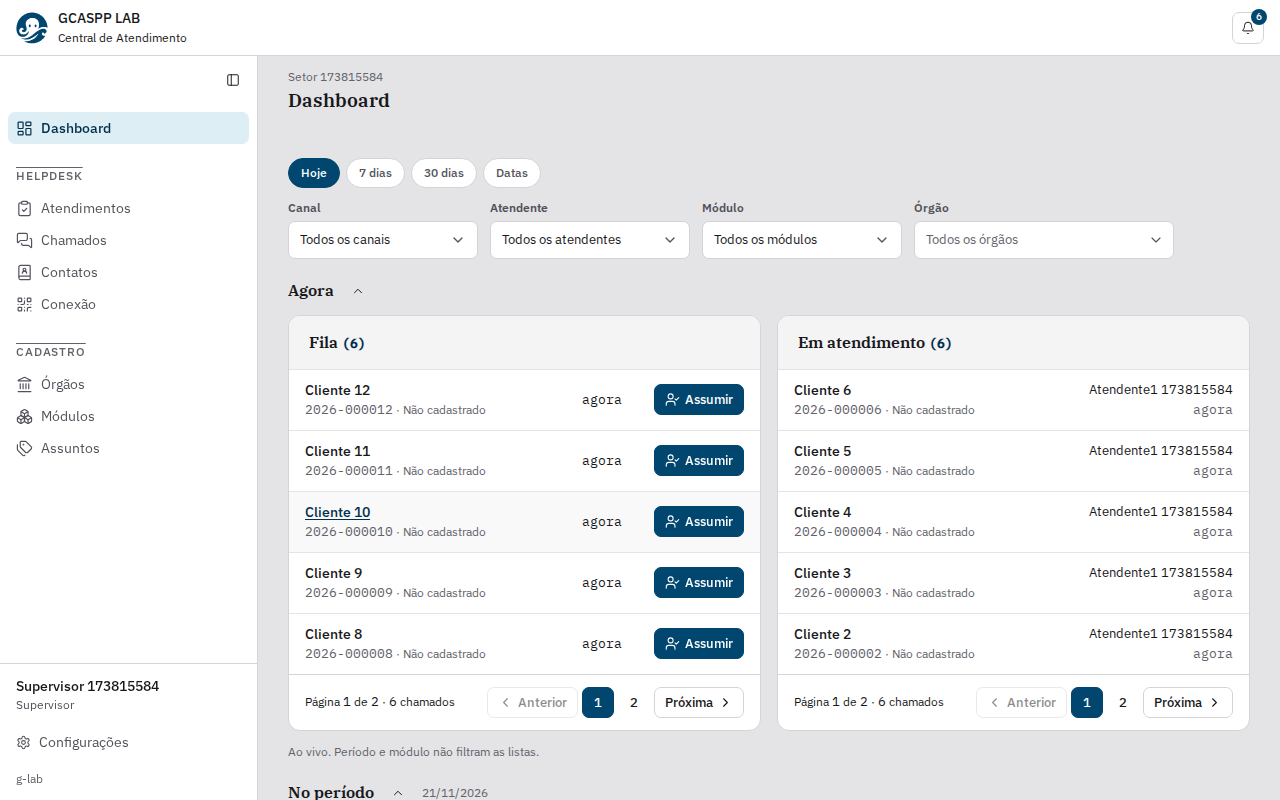 GCASPP LAB
Central de Atendimento
6
Dashboard
HELPDESK
Atendimentos
Chamados
Contatos
Conexão
CADASTRO
Órgãos
Módulos
Assuntos
Supervisor 173815584
Supervisor
Configurações
g-lab
Setor 173815584
Dashboard
Hoje 7 dias 30 dias Datas
Canal Atendente Módulo Órgão
Todos os canais Todos os atendentes Todos os módulos Todos os órgãos
Agora
Fila (6)
Cliente 12
2026-000012 · Não cadastrado agora Assumir
Cliente 11
2026-000011 · Não cadastrado agora Assumir
Cliente 10
2026-000010 · Não cadastrado agora Assumir
Cliente 9
2026-000009 · Não cadastrado agora Assumir
Cliente 8
2026-000008 · Não cadastrado agora Assumir
Página 1 de 2 · 6 chamados Anterior 1 2 Próxima
Em atendimento (6)
Cliente 6 Atendente1 173815584
2026-000006 · Não cadastrado agora
Cliente 5 Atendente1 173815584
2026-000005 · Não cadastrado agora
Cliente 4 Atendente1 173815584
2026-000004 · Não cadastrado agora
Cliente 3 Atendente1 173815584
2026-000003 · Não cadastrado agora
Cliente 2 Atendente1 173815584
2026-000002 · Não cadastrado agora
Página 1 de 2 · 6 chamados Anterior 1 2 Próxima
Ao vivo. Período e módulo não filtram as listas.
No período 21/11/2026